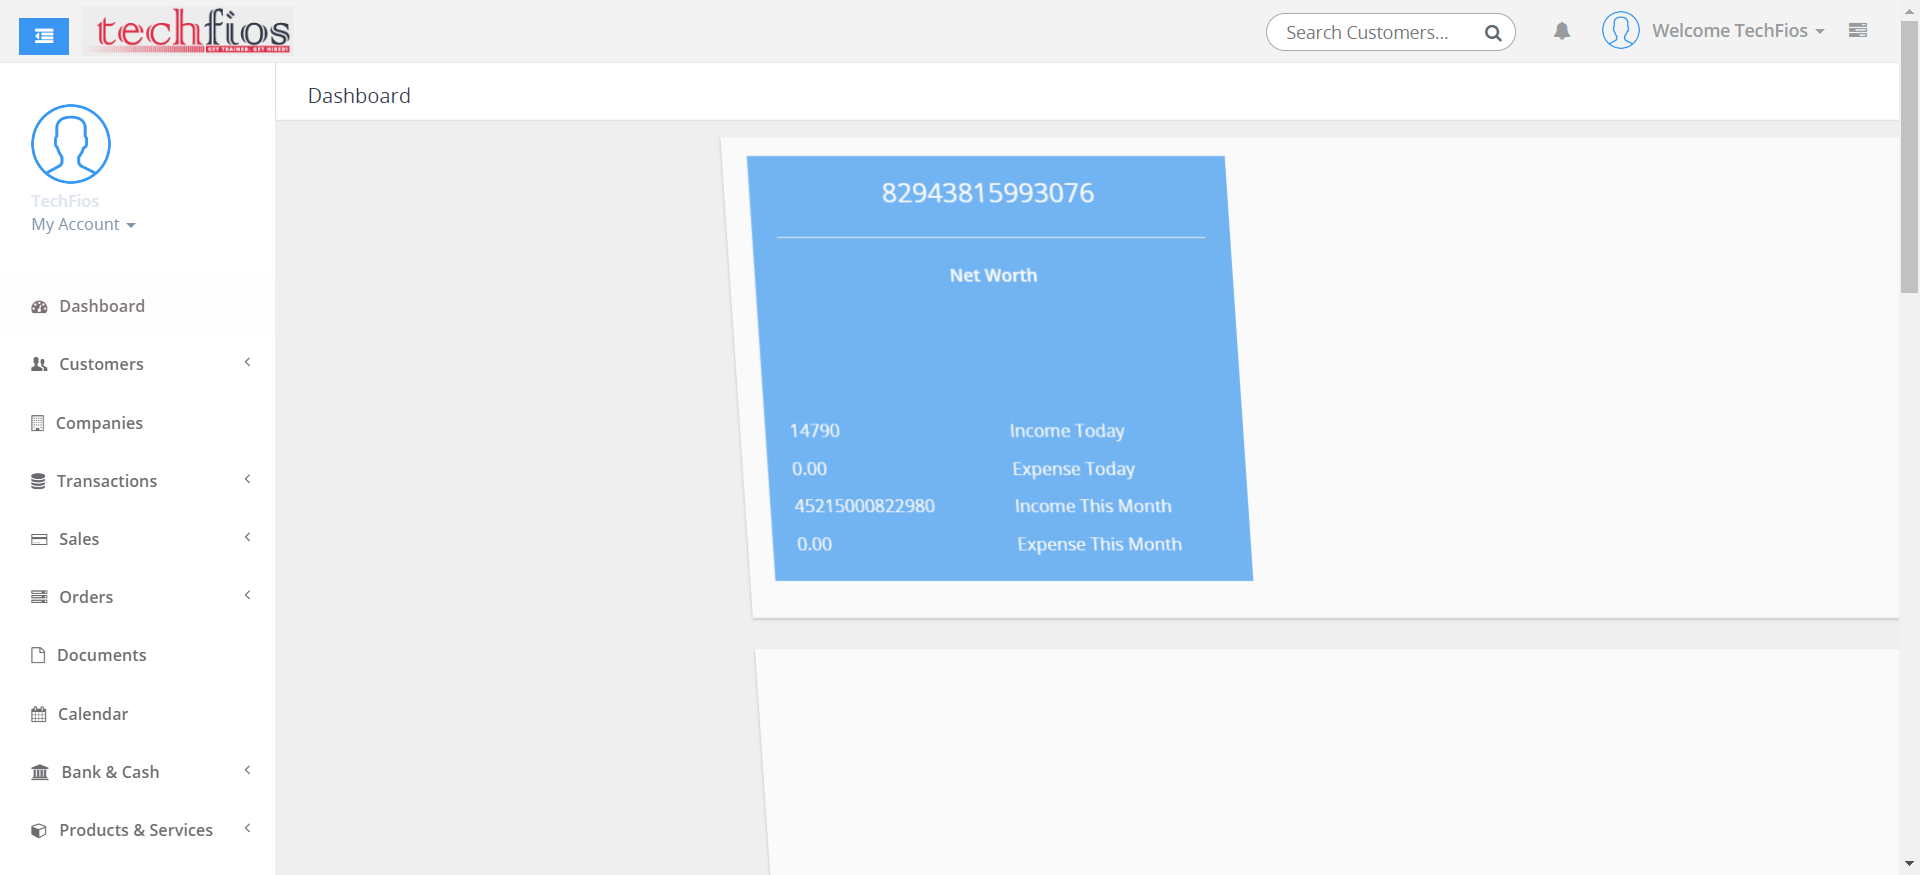 techfios
GET TRAINED. GET HIRED!
Search Customers...
Welcome TechFios
TechFios
My Account
Dashboard
Customers
Companies
Transactions
Sales
Orders
Documents
Calendar
Bank & Cash
Products & Services
Dashboard
82943815993076
Net Worth
14790 Income Today
0.00 Expense Today
45215000822980 Income This Month
0.00 Expense This Month